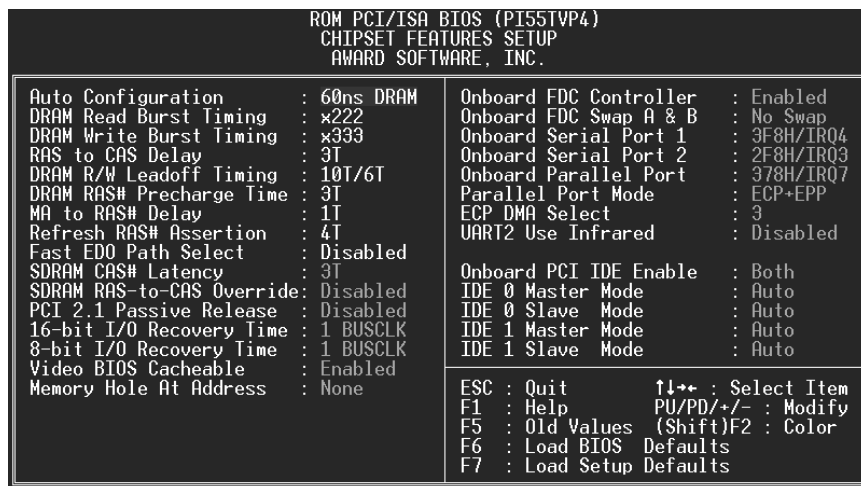 ROM PCI/ISA BIOS (PI55TVP4)
CHIPSET FEATURES SETUP
AWARD SOFTWARE, INC.
Auto Configuration : 60ns DRAM
DRAM Read Burst Timing : x222
DRAM Write Burst Timing : x333
RAS to CAS Delay : 3T
DRAM R/W Leadoff Timing : 10T/6T
DRAM RAS# Precharge Time : 3T
MA to RAS# Delay : 1T
Refresh RAS# Assertion : 4T
Fast EDO Path Select : Disabled
SDRAM CAS# Latency : 3T
SDRAM RAS-to-CAS Override: Disabled
PCI 2.1 Passive Release : Disabled
16-bit I/O Recovery Time : 1 BUSCLK
8-bit I/O Recovery Time : 1 BUSCLK
Video BIOS Cacheable : Enabled
Memory Hole At Address : None
Onboard FDC Controller : Enabled
Onboard FDC Swap A & B : No Swap
Onboard Serial Port 1 : 3F8H/IRQ4
Onboard Serial Port 2 : 2F8H/IRQ3
Onboard Parallel Port : 378H/IRQ7
Parallel Port Mode : ECP+EPP
ECP DMA Select : 3
UART2 Use Infrared : Disabled
Onboard PCI IDE Enable : Both
IDE 0 Master Mode : Auto
IDE 0 Slave Mode : Auto
IDE 1 Master Mode : Auto
IDE 1 Slave Mode : Auto
ESC : Quit ↑↓→← : Select Item
F1 : Help PU/PD/+/- : Modify
F5 : Old Values (Shift)F2 : Color
F6 : Load BIOS Defaults
F7 : Load Setup Defaults